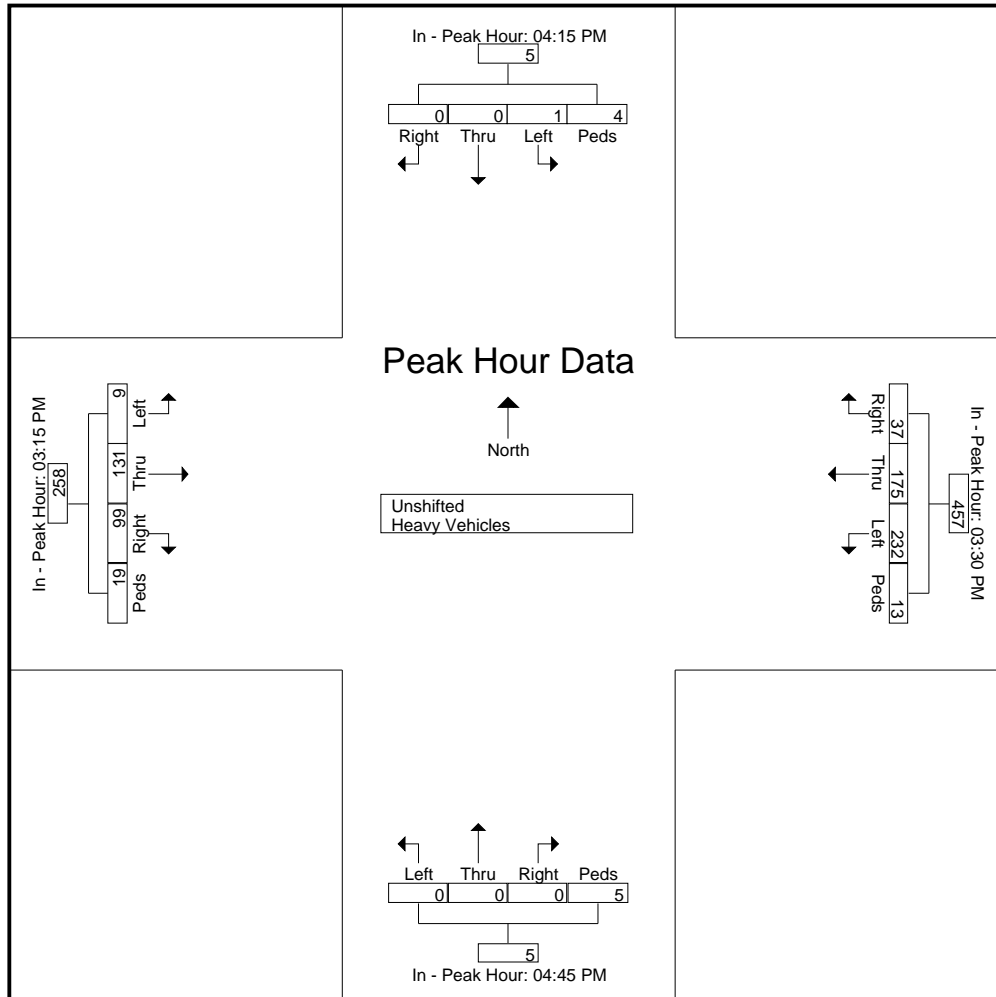 In - Peak Hour: 04:15 PM
5
0 0 1 4
Right Thru Left Peds
Peak Hour Data
North
Unshifted
Heavy Vehicles
In - Peak Hour: 03:15 PM
258
9 131 99 19
Left Thru Right Peds
In - Peak Hour: 03:30 PM
457
37 175 232 13
Right Thru Left Peds
Left Thru Right Peds
0 0 0 5
5
In - Peak Hour: 04:45 PM